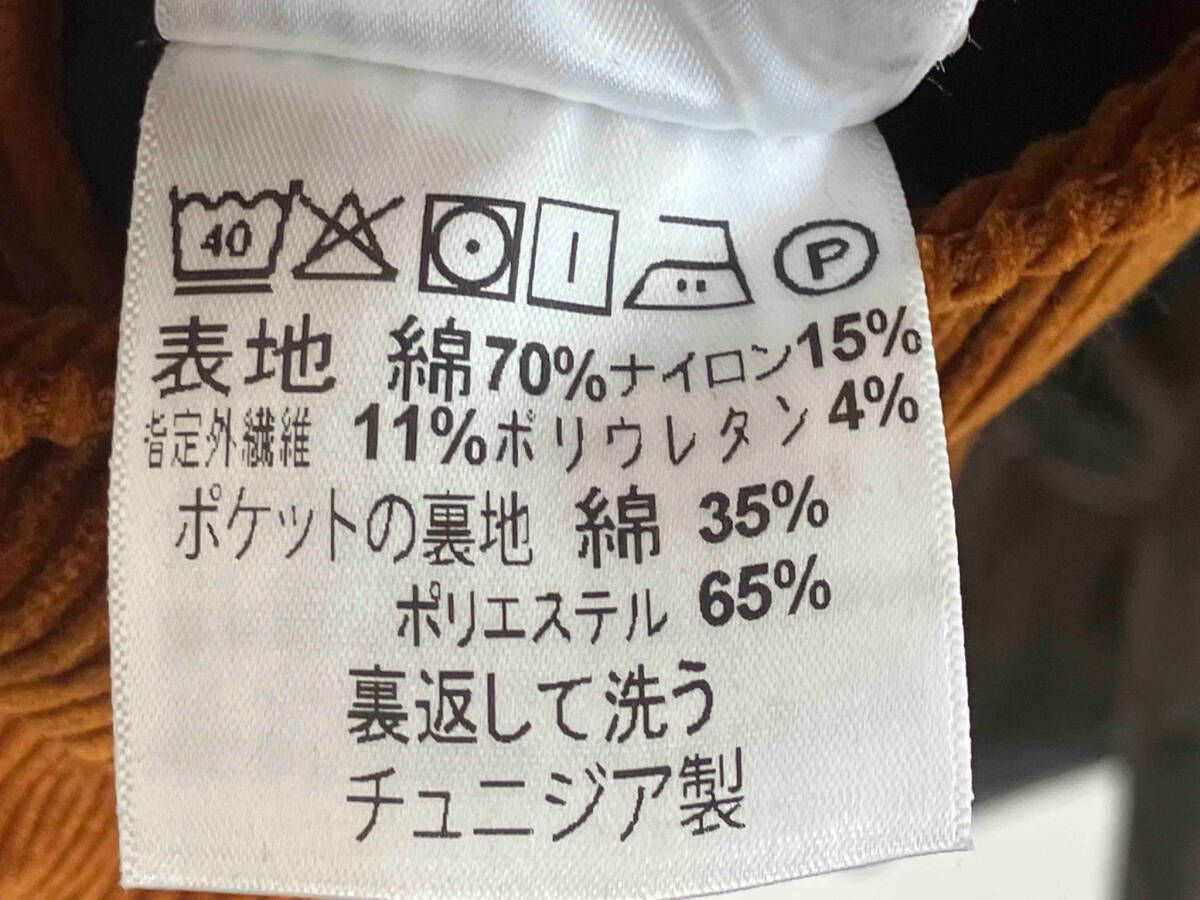 40 P
表地 綿70%ナイロン15%
指定外繊維 11%ポリウレタン4%
ポケットの裏地 綿 35%
ポリエステル 65%
裏返して洗う
チュニジア製